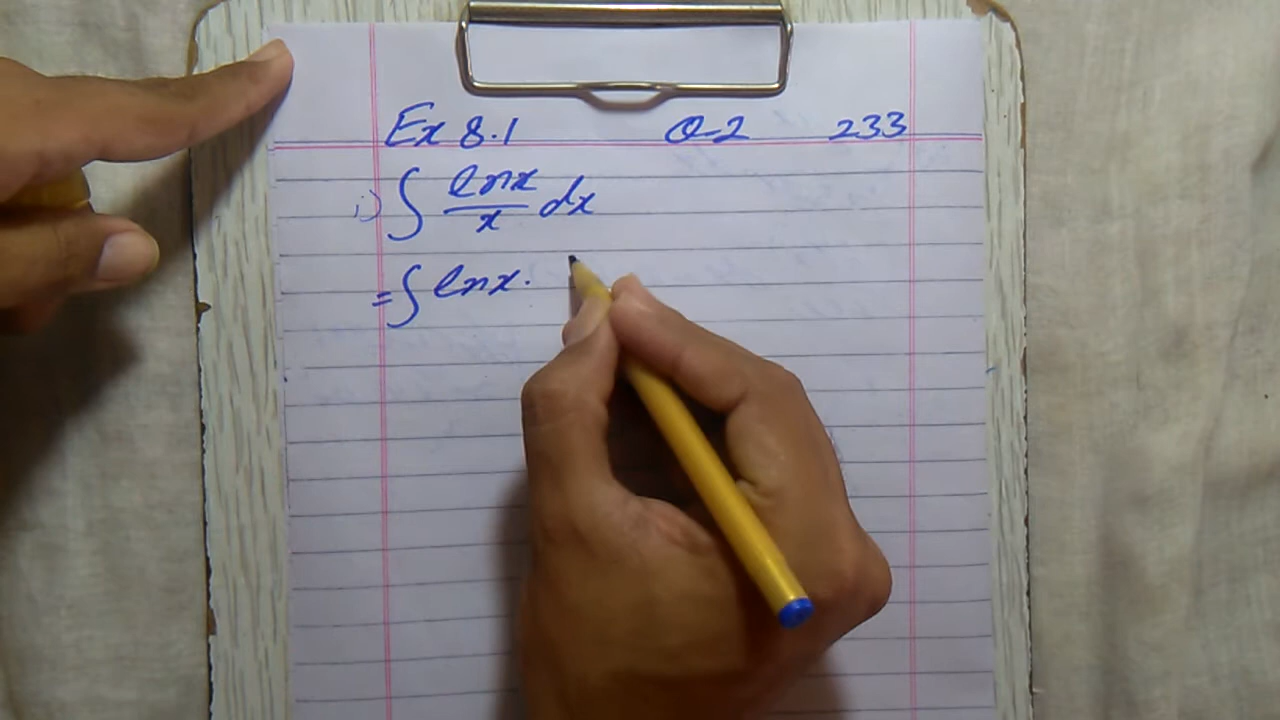 Ex 8.1 Q-2 233
i) ∫ lnx/x dx
= ∫ lnx.